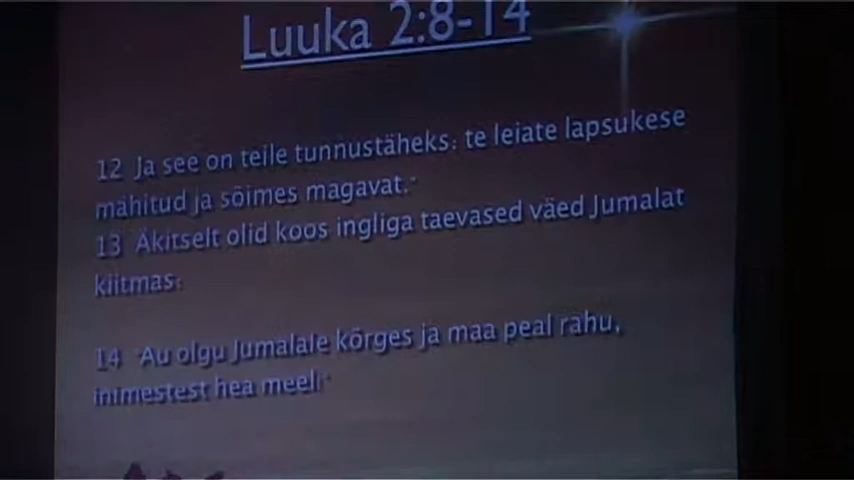 Luuka 2:8-14
12 Ja see on teile tunnustäheks: te leiate lapsukese
mähitud ja sõimes magavat."
13 Äkitselt olid koos ingliga taevased väed Jumalat
kiitmas:
14 "Au olgu Jumalale kõrges ja maa peal rahu,
inimestest hea meel!"